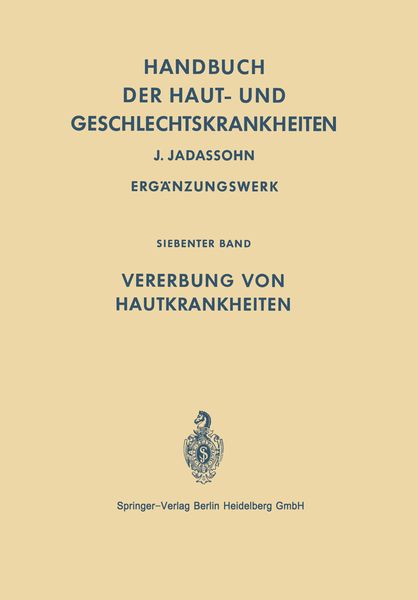 HANDBUCH
DER HAUT- UND
GESCHLECHTSKRANKHEITEN
J. JADASSOHN
ERGÄNZUNGSWERK
SIEBENTER BAND
VERERBUNG VON
HAUTKRANKHEITEN
S
Springer-Verlag Berlin Heidelberg GmbH